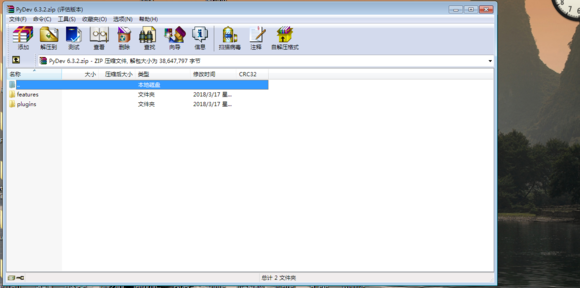 PyDev 6.3.2.zip (评估版本)
文件(F) 命令(C) 工具(S) 收藏夹(O) 选项(N) 帮助(H)
添加 解压到 测试 查看 删除 查找 向导 信息 扫描病毒 注释 自解压格式
PyDev 6.3.2.zip - ZIP 压缩文件, 解包大小为 38,647,797 字节
名称 大小 压缩后大小 类型 修改时间 CRC32
.. 本地磁盘
features 文件夹 2018/3/17 星...
plugins 文件夹 2018/3/17 星...
总计 2 文件夹